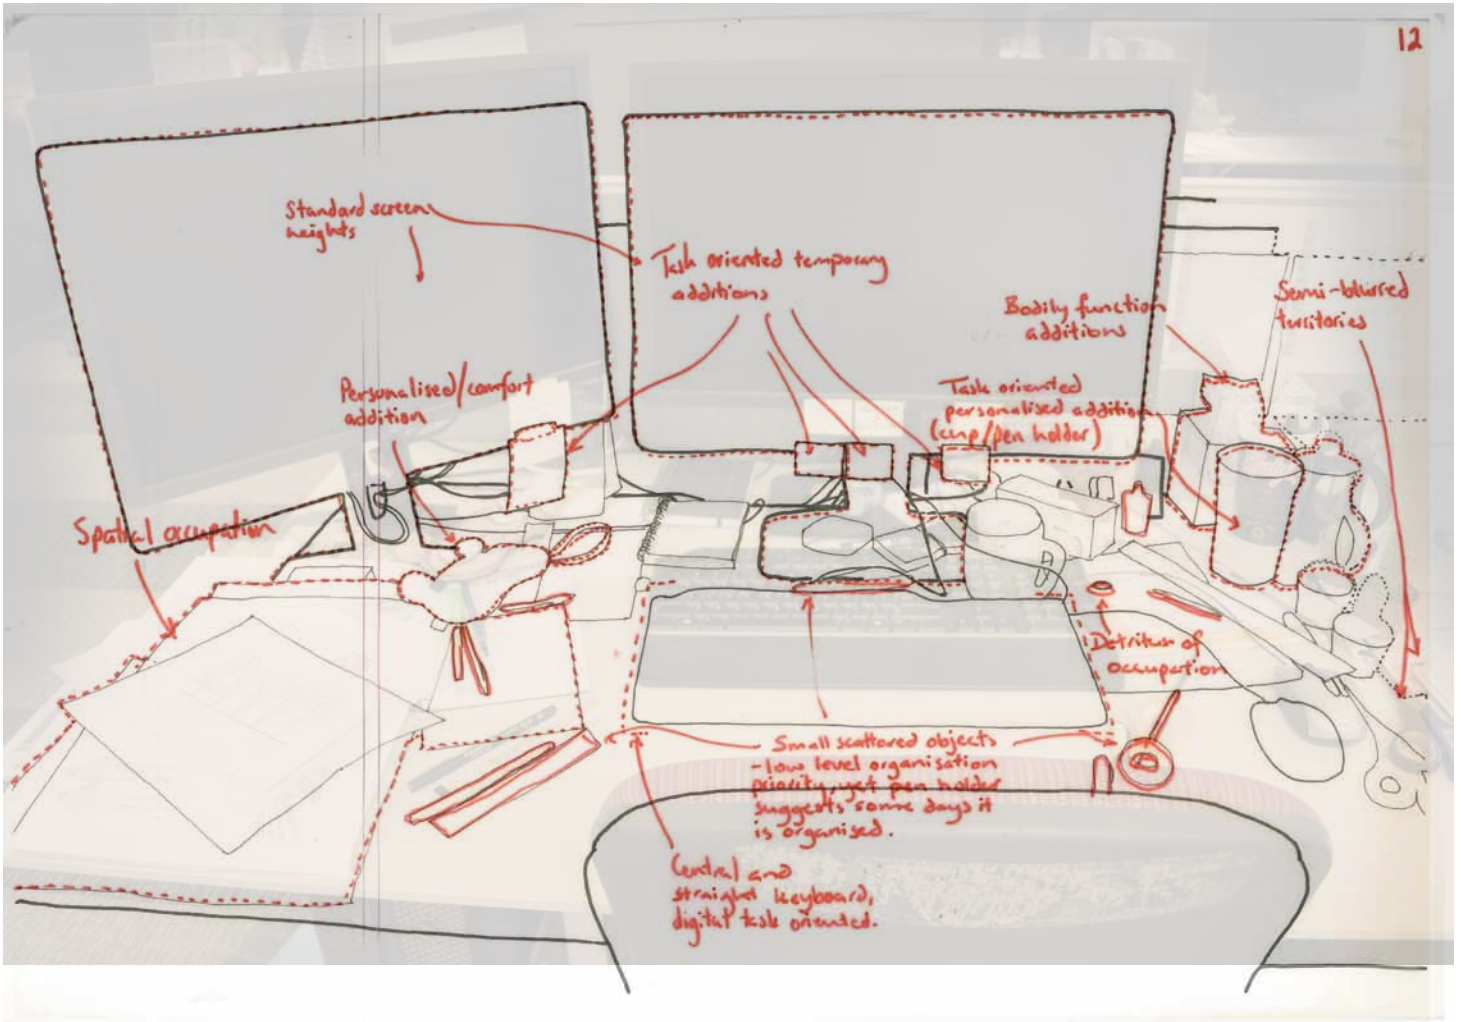 12
Standard screen
heights
Task oriented temporary
additions
Bodily function
additions
Semi-blurred
territories
Personalised/comfort
addition
Task oriented
personalised addition
(cup/pen holder)
Spatial occupation
Detritus of
occupartion
Small scattered objects
-low level organisation
priority, yet pen holder
suggests some days it
is organised.
Central and
straight keyboard,
digital task oriented.